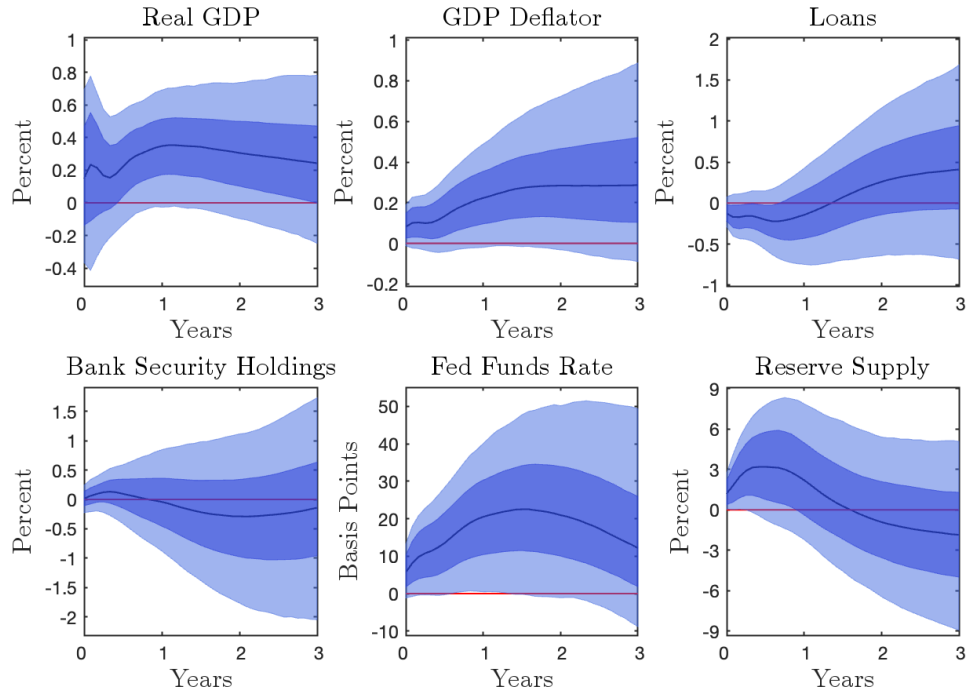 Real GDP
Percent
1
0.8
0.6
0.4
0.2
0
-0.2
-0.4
0 1 2 3
Years
GDP Deflator
Percent
1
0.8
0.6
0.4
0.2
0
-0.2
0 1 2 3
Years
Loans
Percent
2
1.5
1
0.5
0
-0.5
-1
0 1 2 3
Years
Bank Security Holdings
Percent
1.5
1
0.5
0
-0.5
-1
-1.5
-2
0 1 2 3
Years
Fed Funds Rate
Basis Points
50
40
30
20
10
0
-10
0 1 2 3
Years
Reserve Supply
Percent
9
6
3
0
-3
-6
-9
0 1 2 3
Years